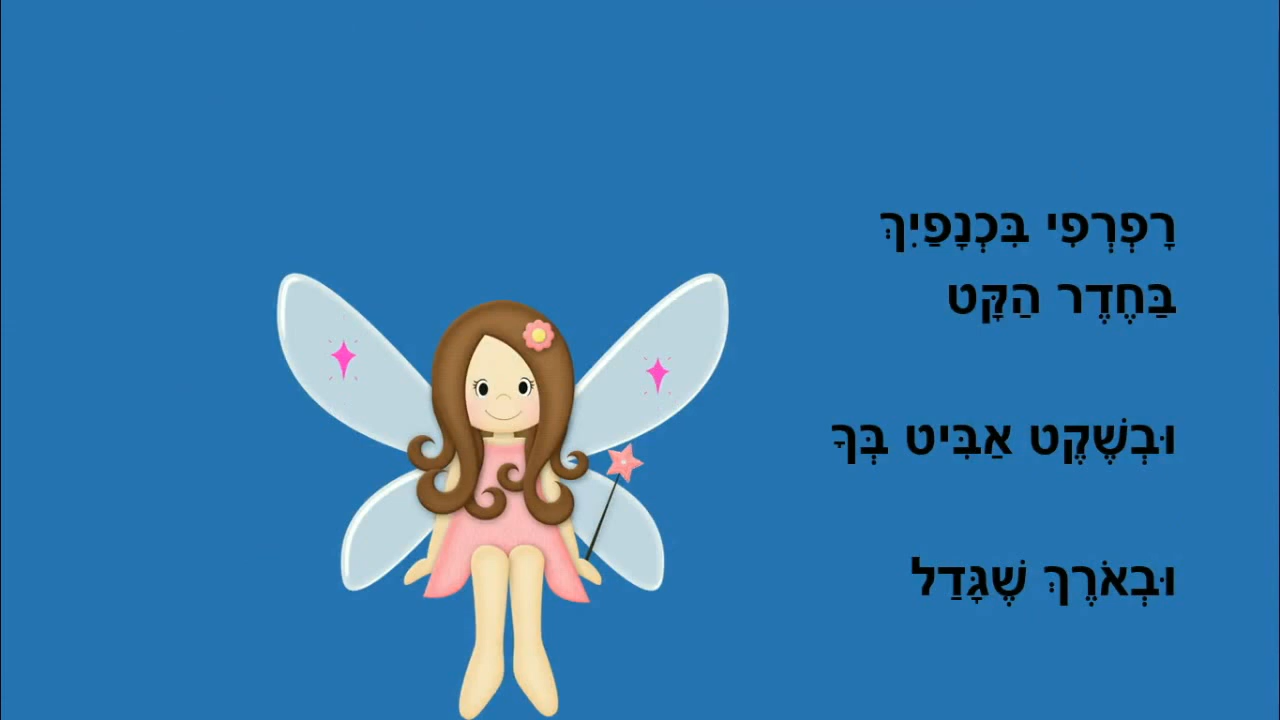 רָפְרְפִי בִּכְנָפַיִךְ
בַּחֶדֶר הַקָּט
וּבְשֶׁקֶט אַבִּיט בְּךָ
וּבְאֹרֶךְ שֶׁגָּדַל